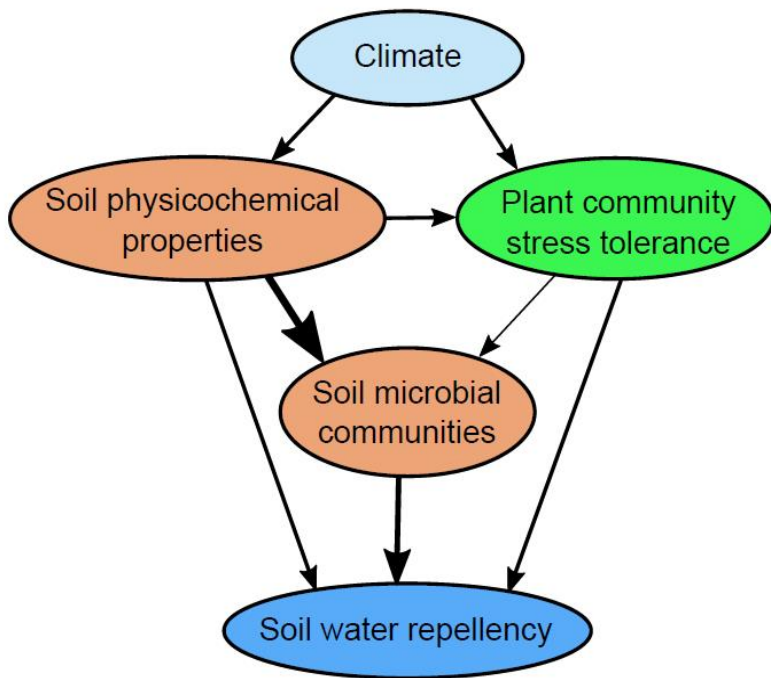 Climate
Soil physicochemical
properties
Plant community
stress tolerance
Soil microbial
communities
Soil water repellency